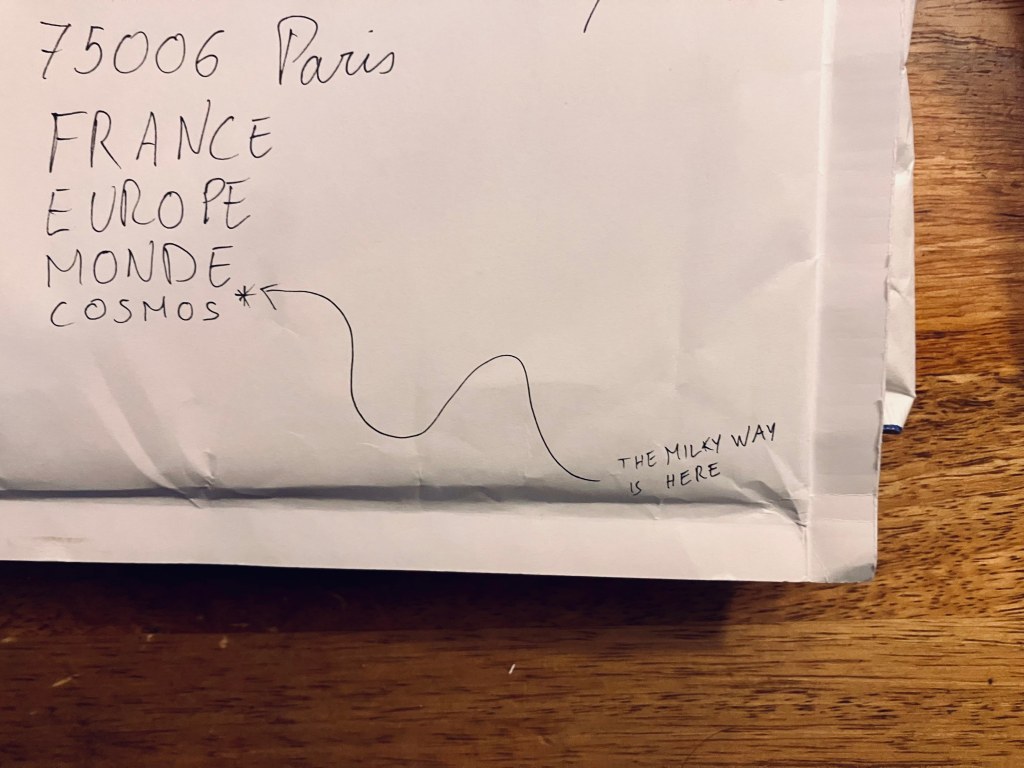 75006 Paris
FRANCE
EUROPE
MONDE
COSMOS *
THE MILKY WAY
IS HERE